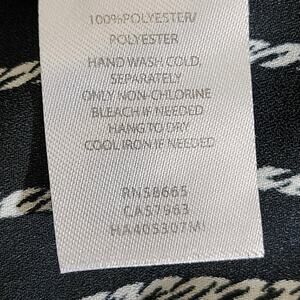 100%POLYESTER/
POLYESTER
HAND WASH COLD,
SEPARATELY
ONLY NON-CHLORINE
BLEACH IF NEEDED
HANG TO DRY
COOL IRON IF NEEDED
RN58665
CA57963
HA40S307MI